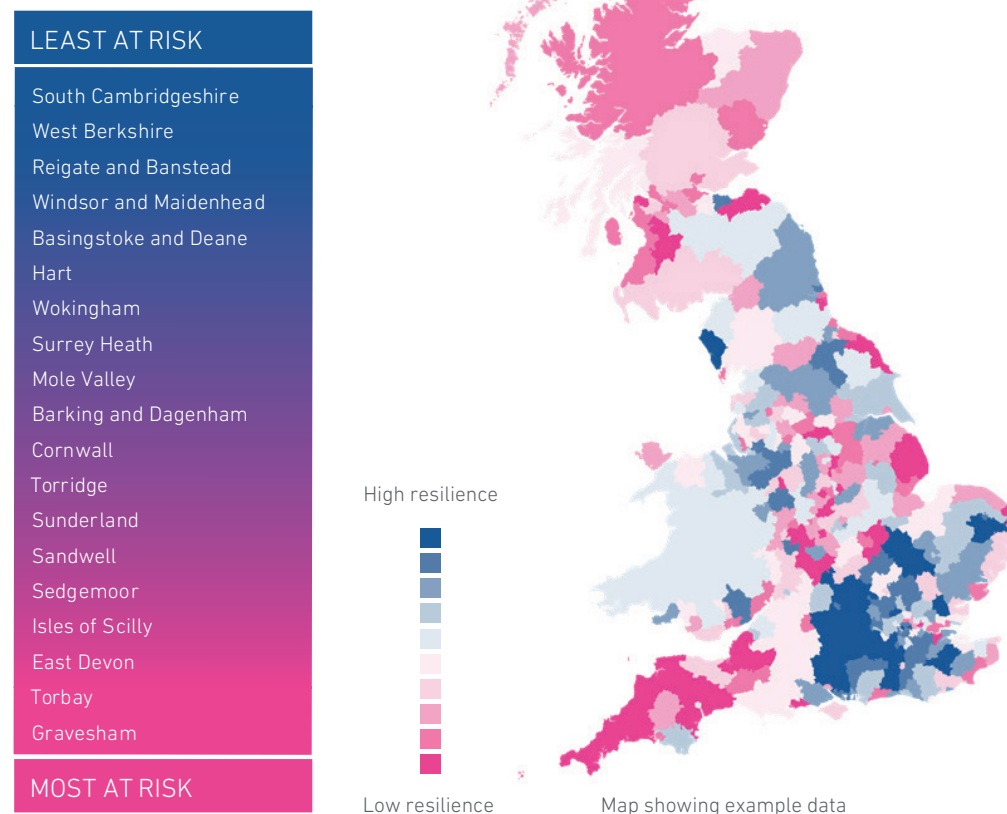 LEAST AT RISK
South Cambridgeshire
West Berkshire
Reigate and Banstead
Windsor and Maidenhead
Basingstoke and Deane
Hart
Wokingham
Surrey Heath
Mole Valley
Barking and Dagenham
Cornwall
Torridge
Sunderland
Sandwell
Sedgemoor
Isles of Scilly
East Devon
Torbay
Gravesham
MOST AT RISK
High resilience
Low resilience
Map showing example data